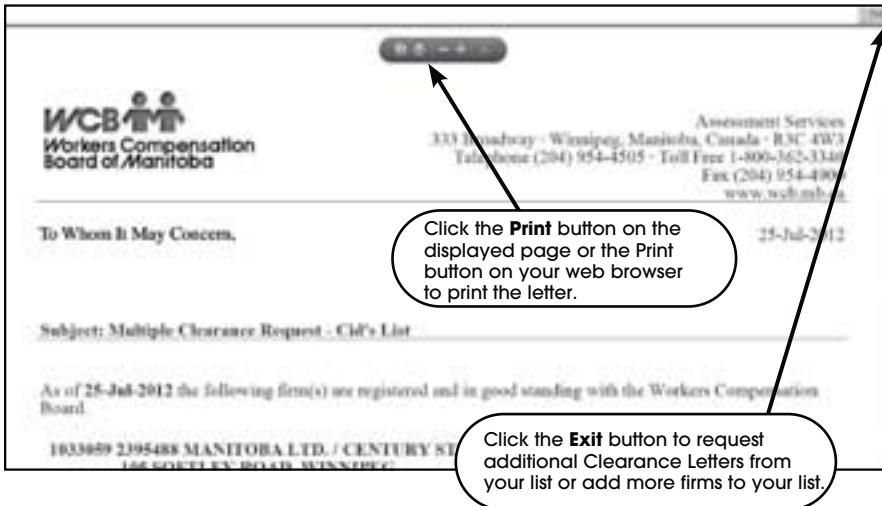 WCB
Workers Compensation
Board of Manitoba
Assessment Services
333 Broadway · Winnipeg, Manitoba, Canada · R3C 4W3
Telephone (204) 954-4505 · Toll Free 1-800-362-3340
Fax (204) 954-4900
www.wcb.mb.ca
To Whom It May Concern,
25-Jul-2012
Click the Print button on the
displayed page or the Print
button on your web browser
to print the letter.
Subject: Multiple Clearance Request - Cid's List
As of 25-Jul-2012 the following firm(s) are registered and in good standing with the Workers Compensation
Board.
1033059 2395488 MANITOBA LTD. / CENTURY
ROAD, WINNIPEG
Click the Exit button to request
additional Clearance Letters from
your list or add more firms to your list.